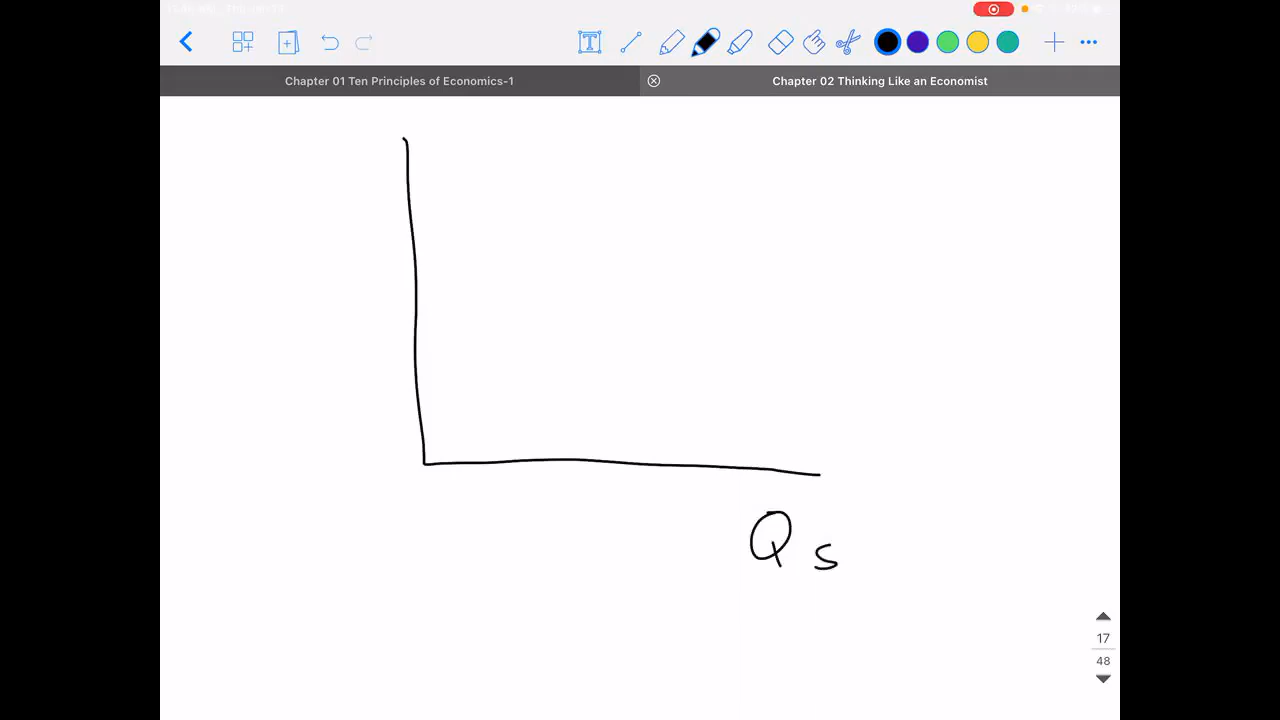 Chapter 01 Ten Principles of Economics-1
Chapter 02 Thinking Like an Economist
T
Q s
17
48